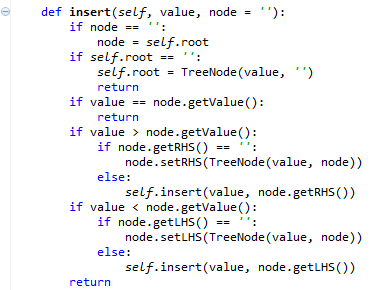 def insert(self, value, node = ''):
    if node == '':
        node = self.root
    if self.root == '':
        self.root = TreeNode(value, '')
        return
    if value == node.getValue():
        return
    if value > node.getValue():
        if node.getRHS() == '':
            node.setRHS(TreeNode(value, node))
        else:
            self.insert(value, node.getRHS())
    if value < node.getValue():
        if node.getLHS() == '':
            node.setLHS(TreeNode(value, node))
        else:
            self.insert(value, node.getLHS())
    return